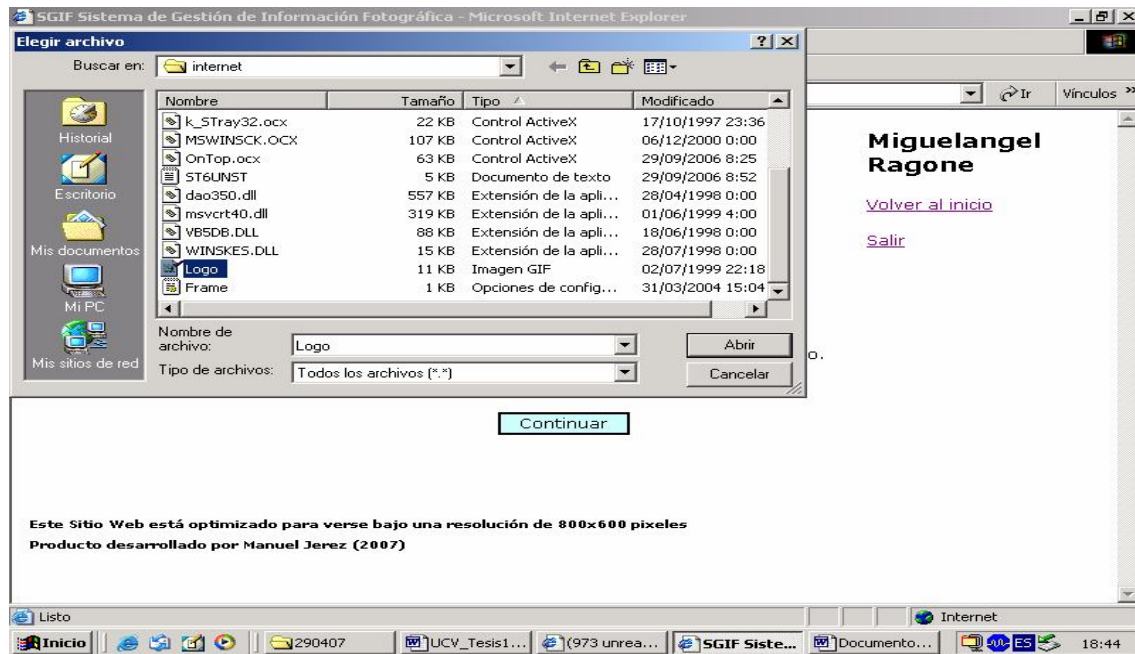 SGIF Sistema de Gestión de Información Fotográfica - Microsoft Internet Explorer
Elegir archivo
Buscar en: internet
Ir Vínculos »
Historial
Escritorio
Mis documentos
Mi PC
Mis sitios de red
Nombre Tamaño Tipo Modificado
k_STray32.ocx 22 KB Control ActiveX 17/10/1997 23:36
MSWINSCK.OCX 107 KB Control ActiveX 06/12/2000 0:00
OnTop.ocx 63 KB Control ActiveX 29/09/2006 8:25
ST6UNST 5 KB Documento de texto 29/09/2006 8:52
dao350.dll 557 KB Extensión de la apli... 28/04/1998 0:00
msvcrt40.dll 319 KB Extensión de la apli... 01/06/1999 4:00
VB5DB.DLL 88 KB Extensión de la apli... 18/06/1998 0:00
WINSKES.DLL 15 KB Extensión de la apli... 28/07/1998 0:00
Logo 11 KB Imagen GIF 02/07/1999 22:18
Frame 1 KB Opciones de config... 31/03/2004 15:04
Nombre de
archivo: Logo Abrir
Tipo de archivos: Todos los archivos (*.*) Cancelar
Miguelangel
Ragone
Volver al inicio
Salir
o.
Continuar
Este Sitio Web está optimizado para verse bajo una resolución de 800x600 pixeles
Producto desarrollado por Manuel Jerez (2007)
Listo Internet
Inicio 290407 UCV_Tesis1... (973 unrea... SGIF Siste... Documento... ES 18:44